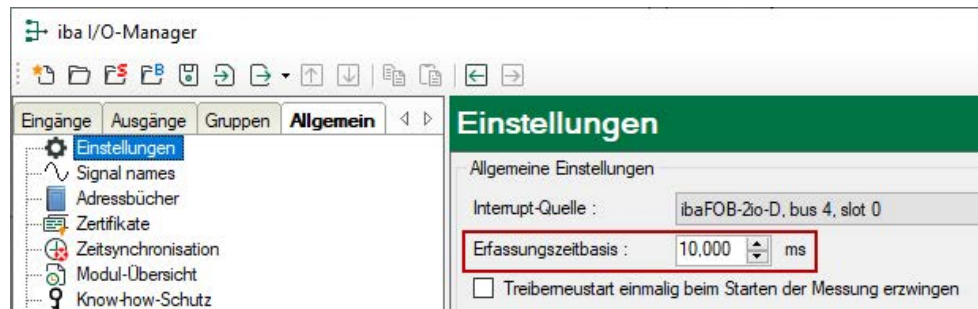 iba I/O-Manager
Eingänge Ausgänge Gruppen Allgemein
Einstellungen
Signal names
Adressbücher
Zertifikate
Zeitsynchronisation
Modul-Übersicht
Know-how-Schutz
Einstellungen
Allgemeine Einstellungen
Interrupt-Quelle : ibaFOB-2io-D, bus 4, slot 0
Erfassungszeitbasis : 10,000 ms
Treiberneustart einmalig beim Starten der Messung erzwingen